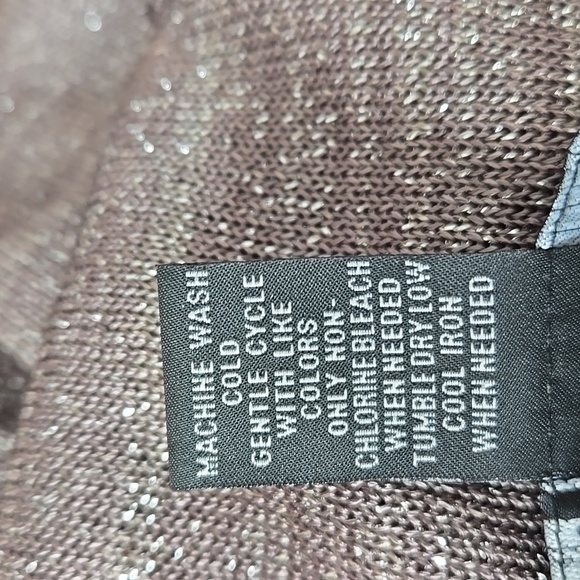 MACHINE WASH
COLD
GENTLE CYCLE
WITH LIKE
COLORS
ONLY HON-
CHLORINE BLEACH
WHEN NEEDED
TUMBLE DRY LOW
COOL IRON
WHEN NEEDED